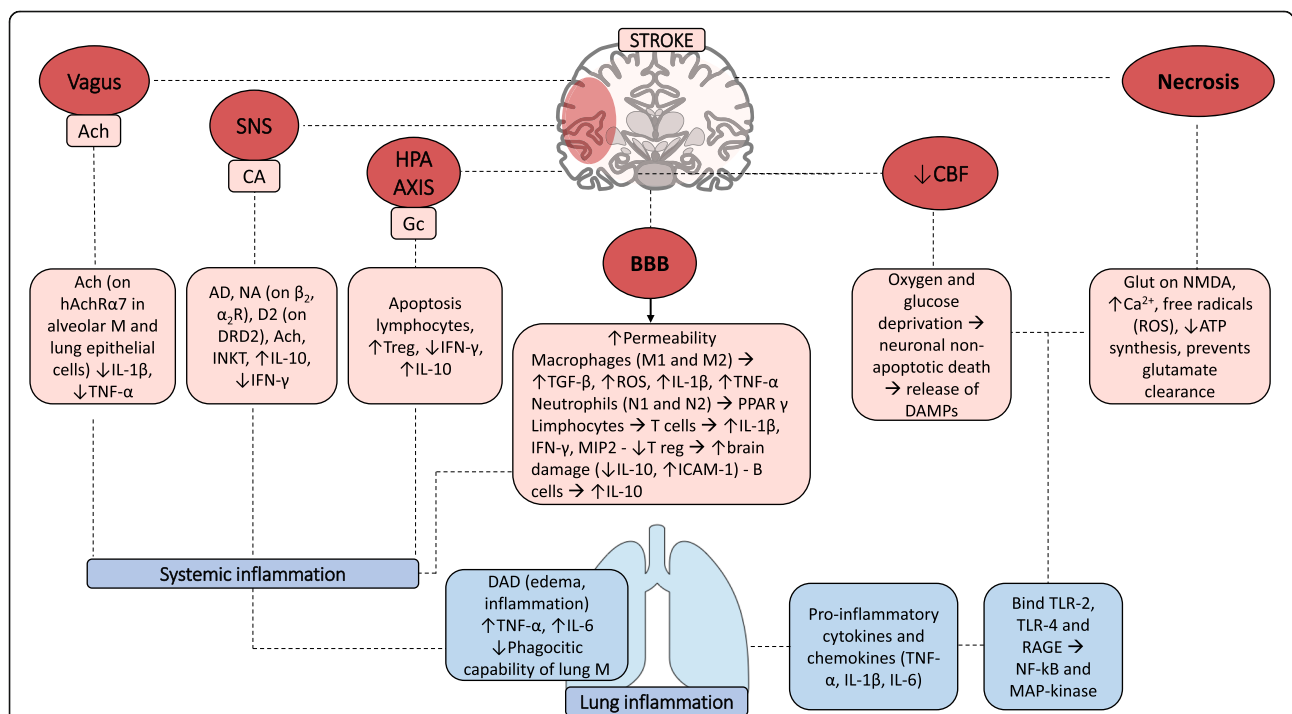 STROKE
Vagus
Ach
SNS
CA
HPA
AXIS
Gc
BBB
↓CBF
Necrosis
Ach (on
hAchRα7 in
alveolar M and
lung epithelial
cells) ↓IL-1β,
↓TNF-α
AD, NA (on β₂,
α₂R), D2 (on
DRD2), Ach,
INKT, ↑IL-10,
↓IFN-γ
Apoptosis
lymphocytes,
↑Treg, ↓IFN-γ,
↑IL-10
↑Permeability
Macrophages (M1 and M2) →
↑TGF-β, ↑ROS, ↑IL-1β, ↑TNF-α
Neutrophils (N1 and N2) → PPAR γ
Limphocytes → T cells → ↑IL-1β,
IFN-γ, MIP2 - ↓T reg → ↑brain
damage (↓IL-10, ↑ICAM-1) - B
cells → ↑IL-10
Oxygen and
glucose
deprivation →
neuronal non-
apoptotic death
→ release of
DAMPs
Glut on NMDA,
↑Ca²⁺, free radicals
(ROS), ↓ATP
synthesis, prevents
glutamate
clearance
Systemic inflammation
DAD (edema,
inflammation)
↑TNF-α, ↑IL-6
↓Phagocitic
capability of lung M
Lung inflammation
Pro-inflammatory
cytokines and
chemokines (TNF-
α, IL-1β, IL-6)
Bind TLR-2,
TLR-4 and
RAGE →
NF-kB and
MAP-kinase